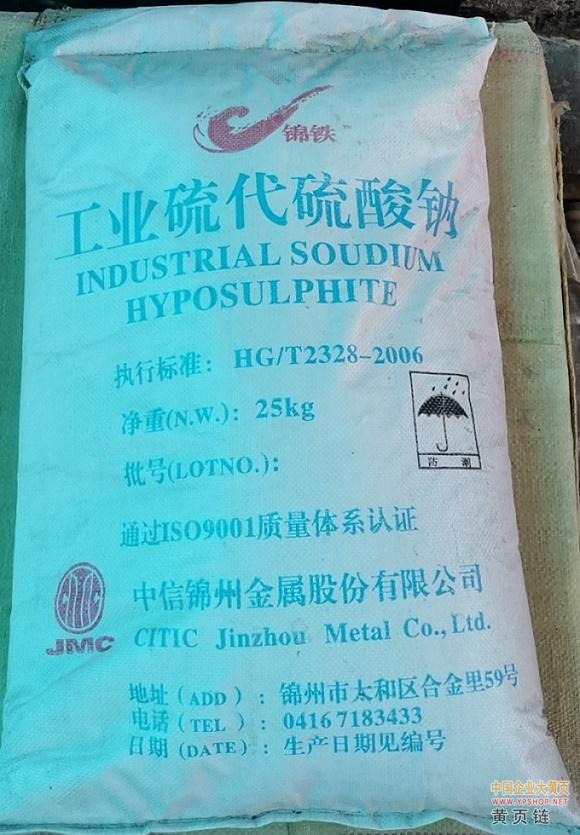 锦铁™
工业硫代硫酸钠
INDUSTRIAL SOUDIUM
HYPOSULPHITE
执行标准：HG/T2328-2006
净重(N.W.)：25kg
防 潮
批号(LOTNO.)：
通过ISO9001质量体系认证
中信锦州金属股份有限公司
JMC
CITIC Jinzhou Metal Co., Ltd.
地址（ADD）：锦州市太和区合金里59号
电话（TEL）：0416 7183433
日期（DATE）：生产日期见编号
中国企业大黄页
WWW.YPSHOP.NET
黄页链